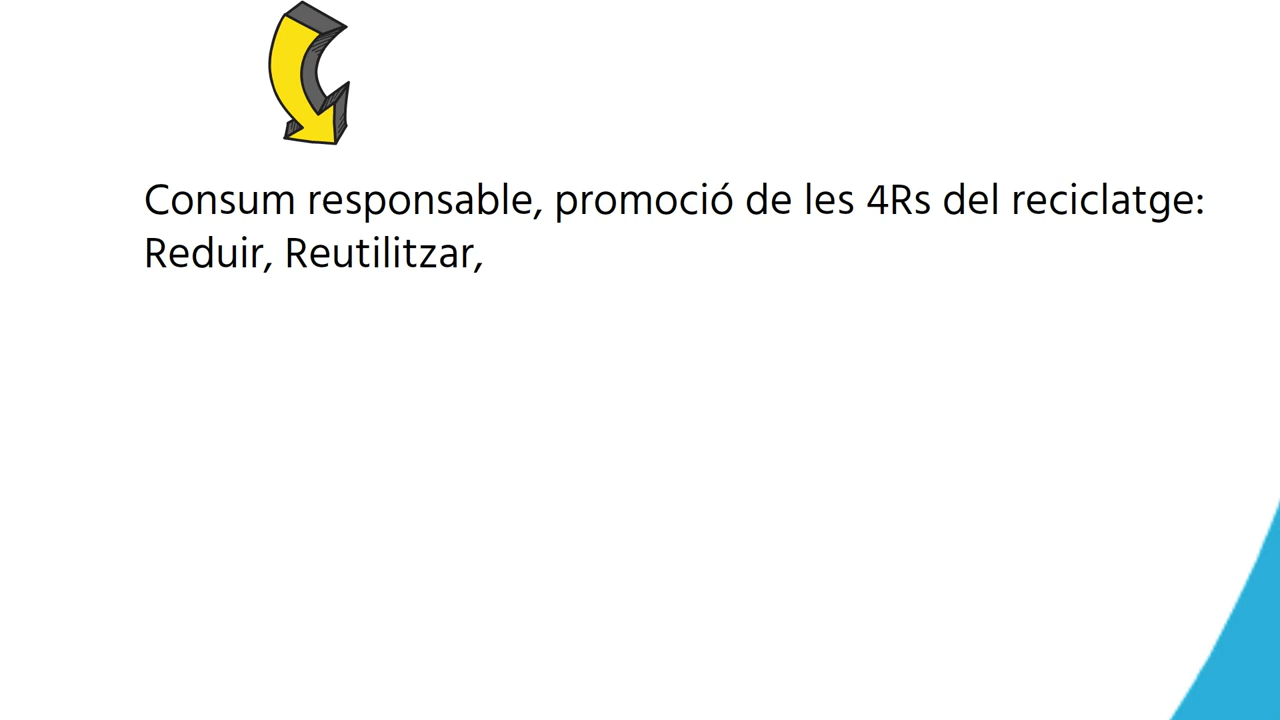 Consum responsable, promoció de les 4Rs del reciclatge:
Reduir, Reutilitzar,